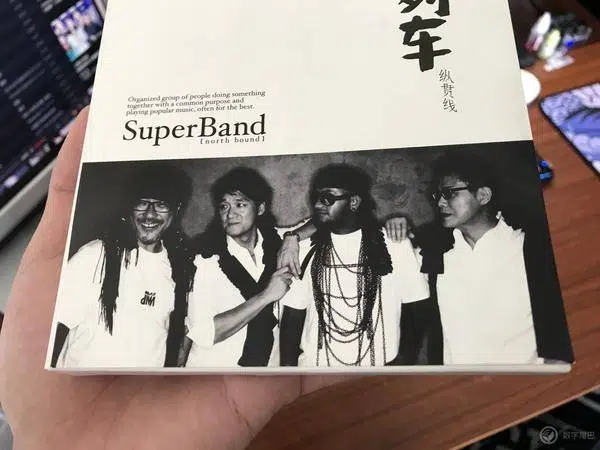 列车
纵贯线
Organized group of people doing something
together with a common purpose and
playing popular music, often for the best.
SuperBand
[north bound]
数字尾巴